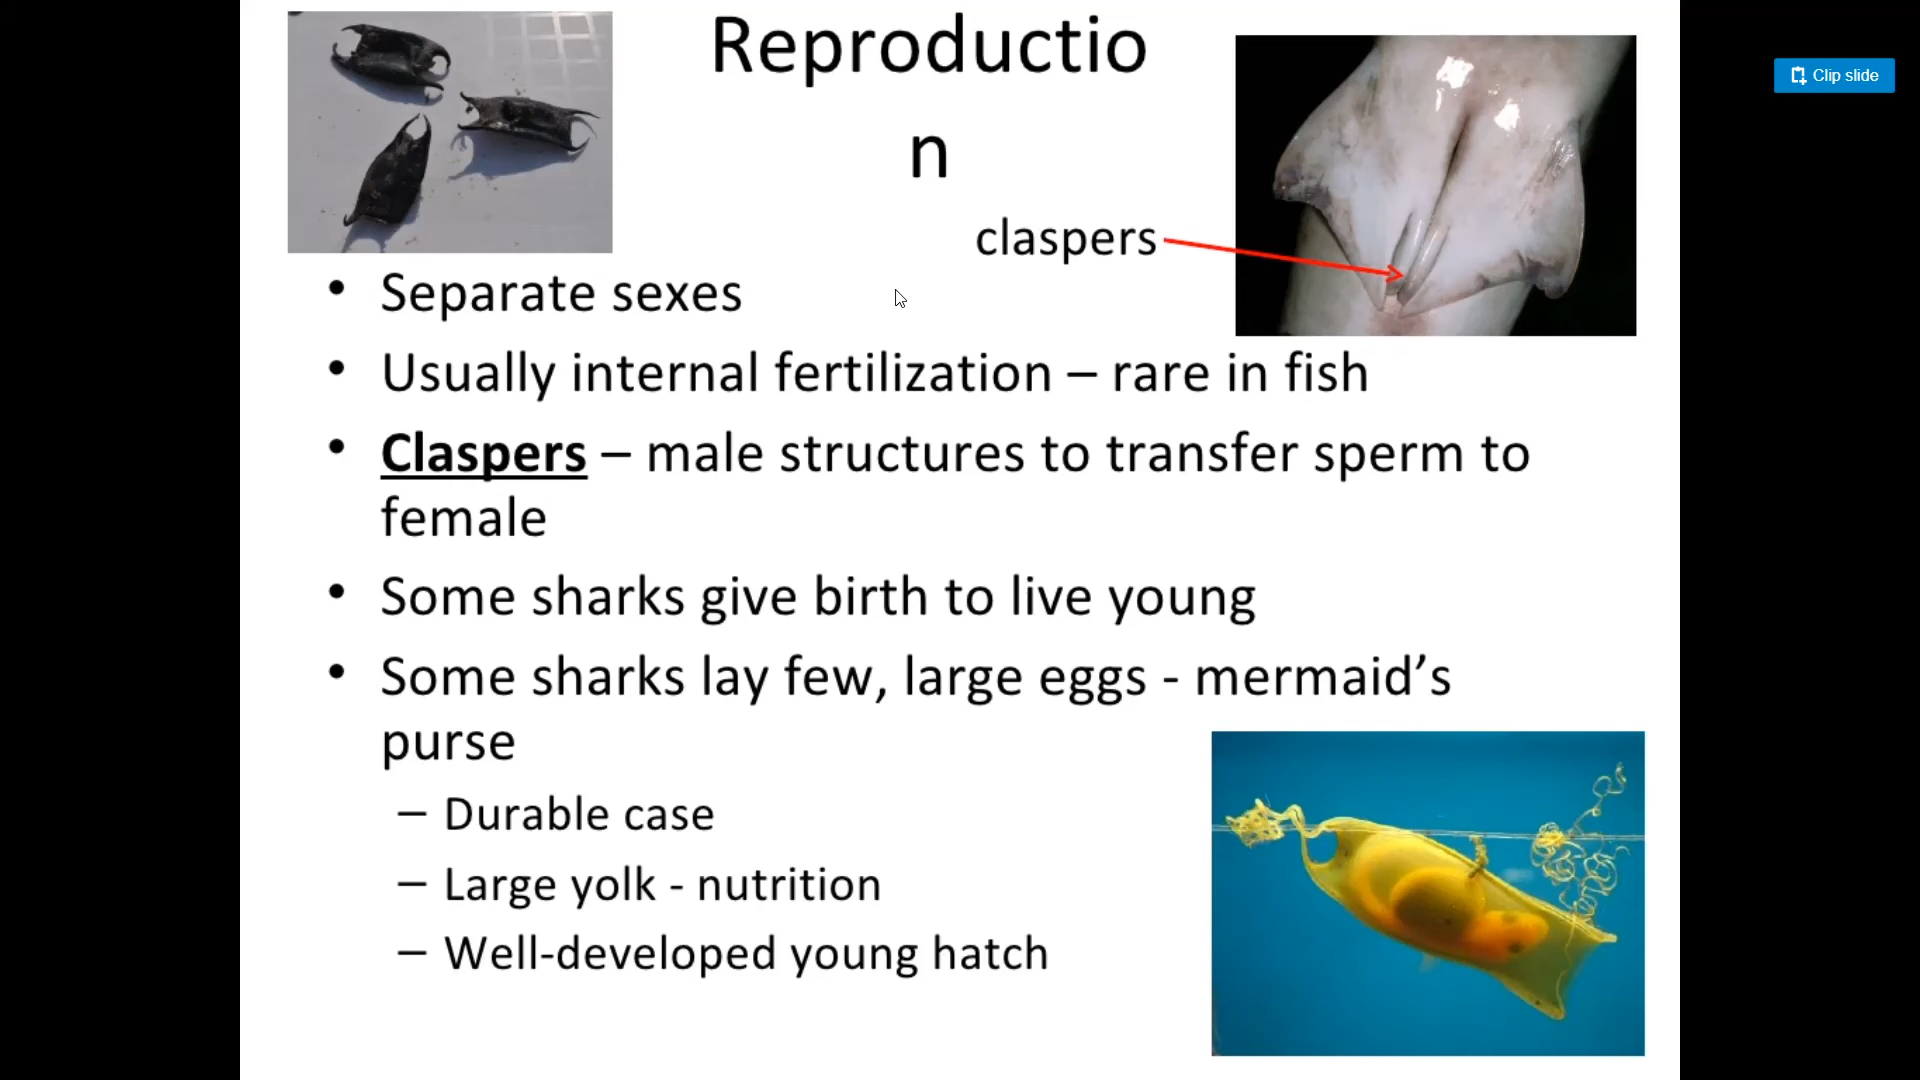 Reproductio
n
Clip slide
claspers
• Separate sexes
• Usually internal fertilization – rare in fish
• Claspers – male structures to transfer sperm to
female
• Some sharks give birth to live young
• Some sharks lay few, large eggs - mermaid’s
purse
– Durable case
– Large yolk - nutrition
– Well-developed young hatch